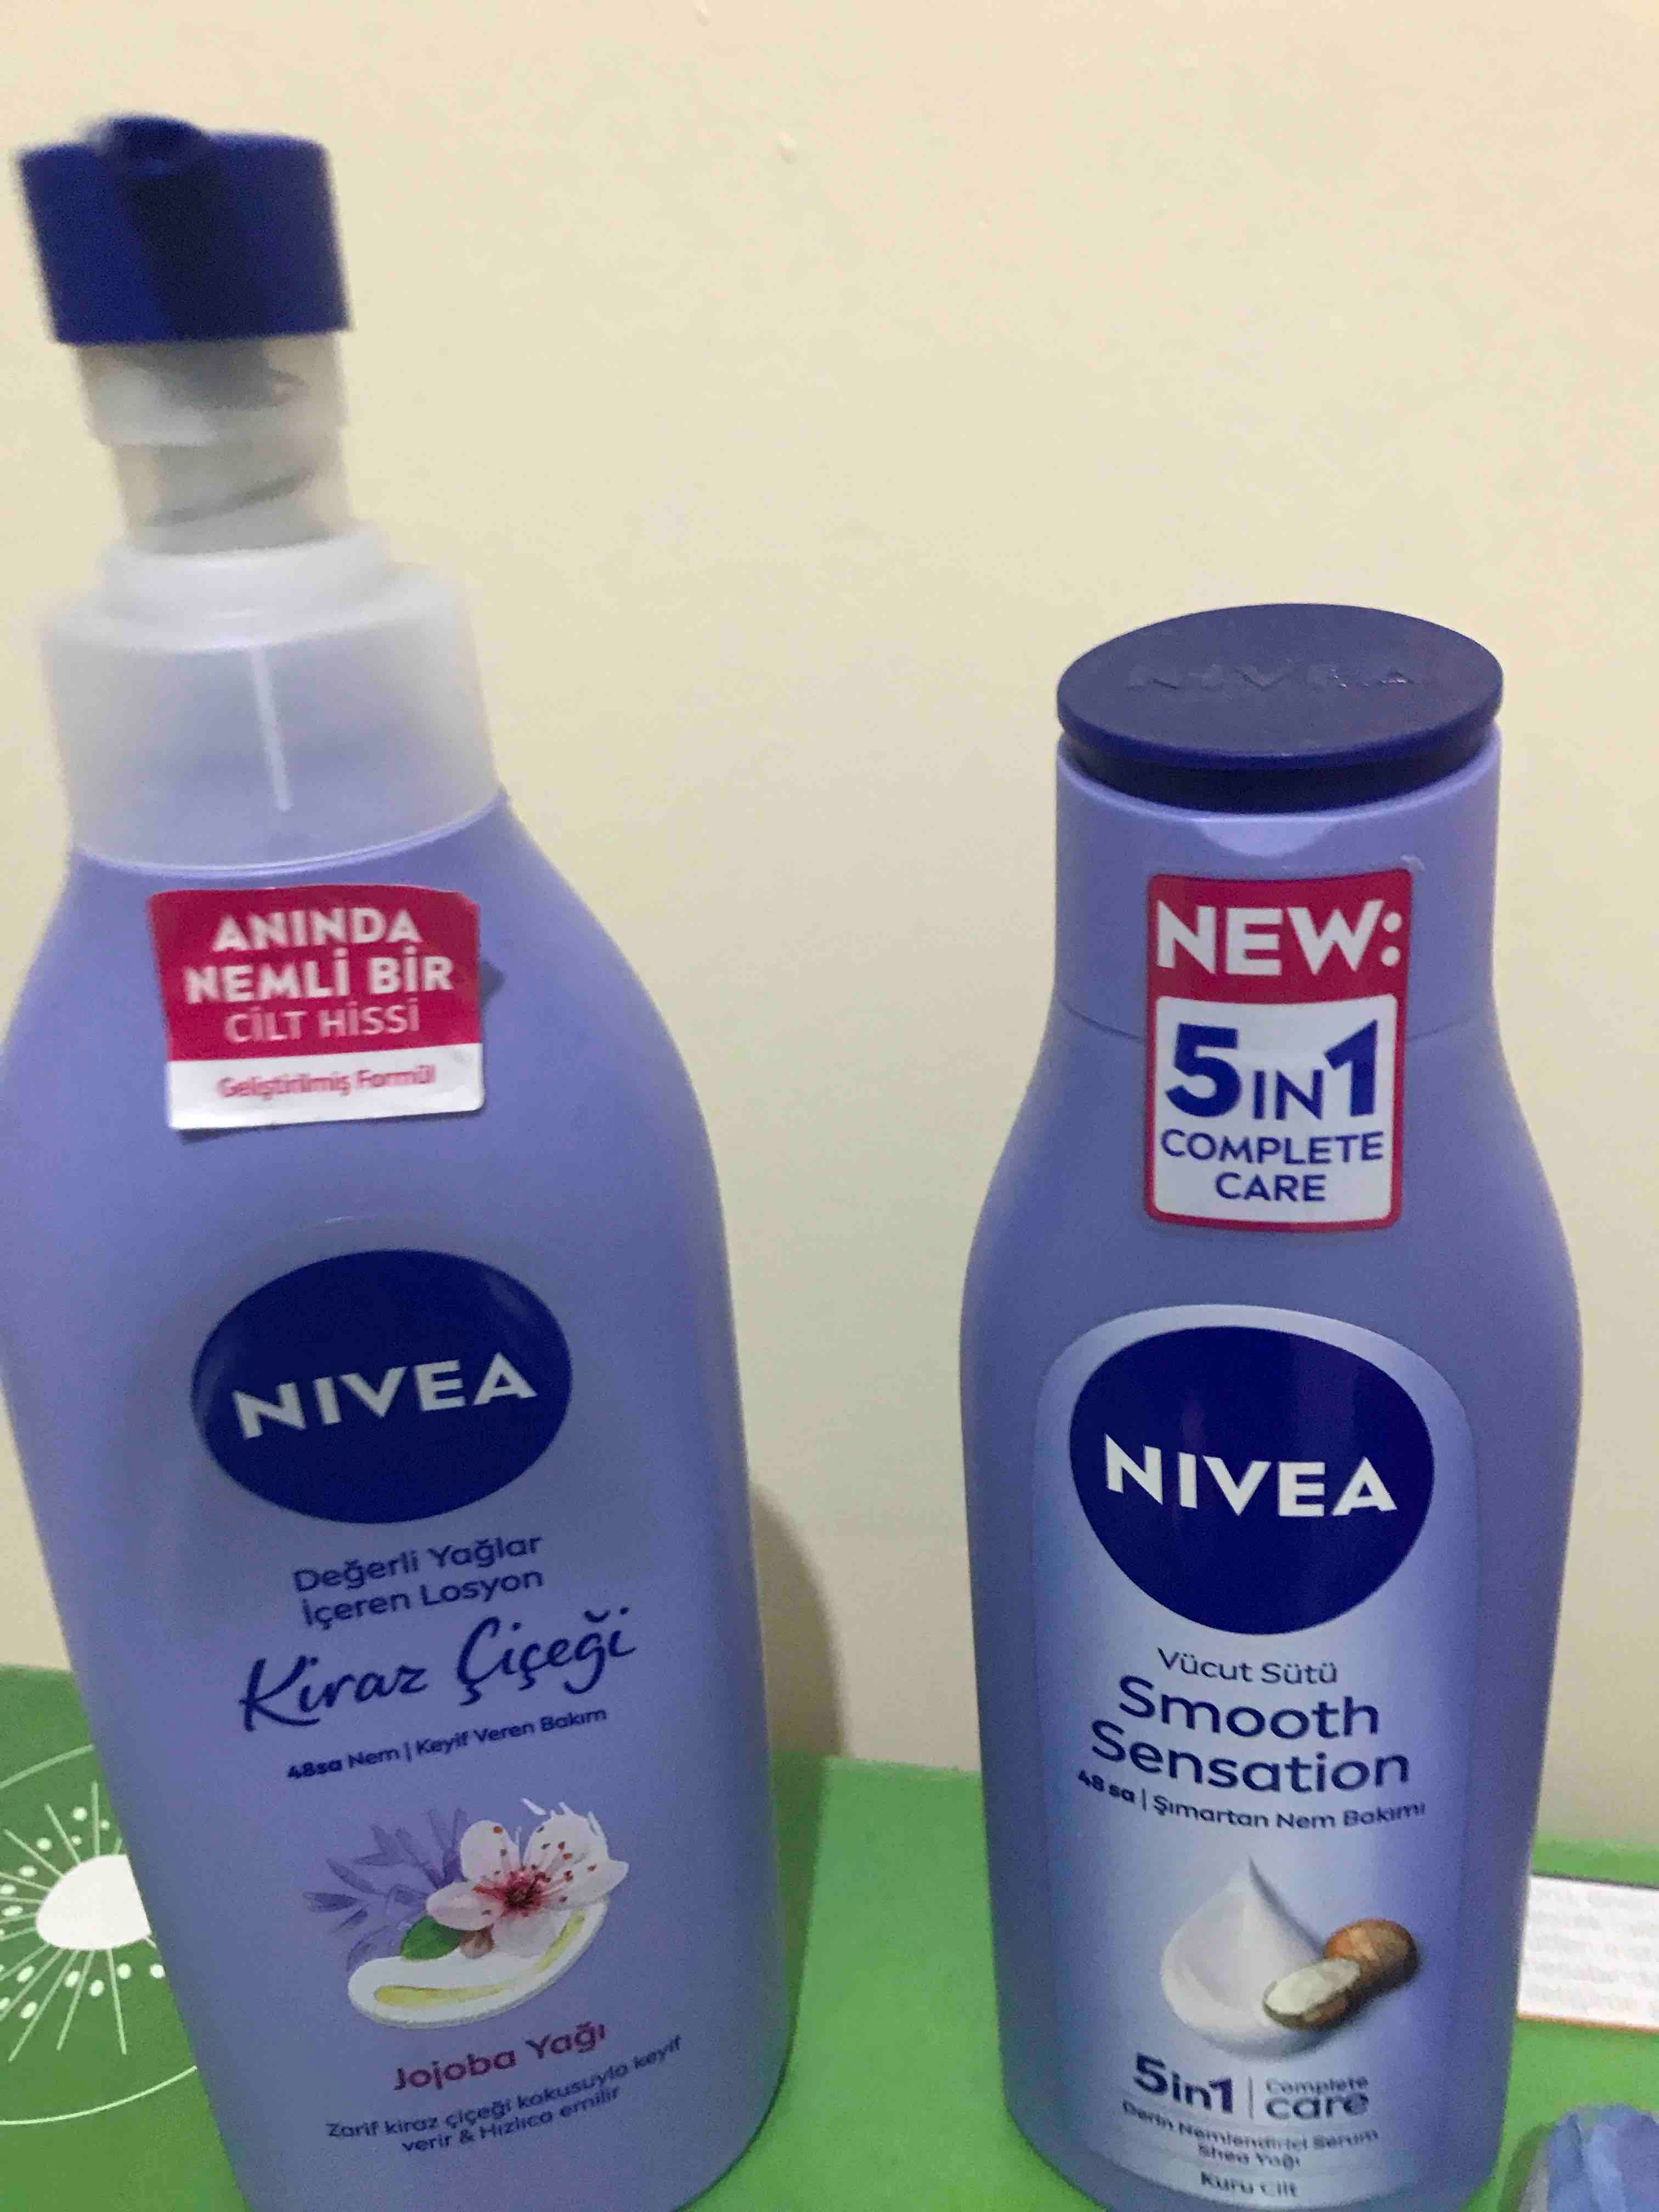 ANINDA
NEMLİ BİR
CİLT HİSSİ
Geliştirilmiş Formül
NIVEA
Değerli Yağlar
İçeren Losyon
Kiraz Çiçeği
48sa Nem | Keyif Veren Bakım
Jojoba Yağı
Zarif kiraz çiçeği kokusuyla keyif
verir & Hızlıca emilir
NIVEA
NEW:
5IN1
COMPLETE
CARE
NIVEA
Vücut Sütü
Smooth
Sensation
48 sa | Şımartan Nem Bakımı
5in1 | Complete
care
Derin Nemlendirici Serum
Shea Yağı
Kuru Cilt